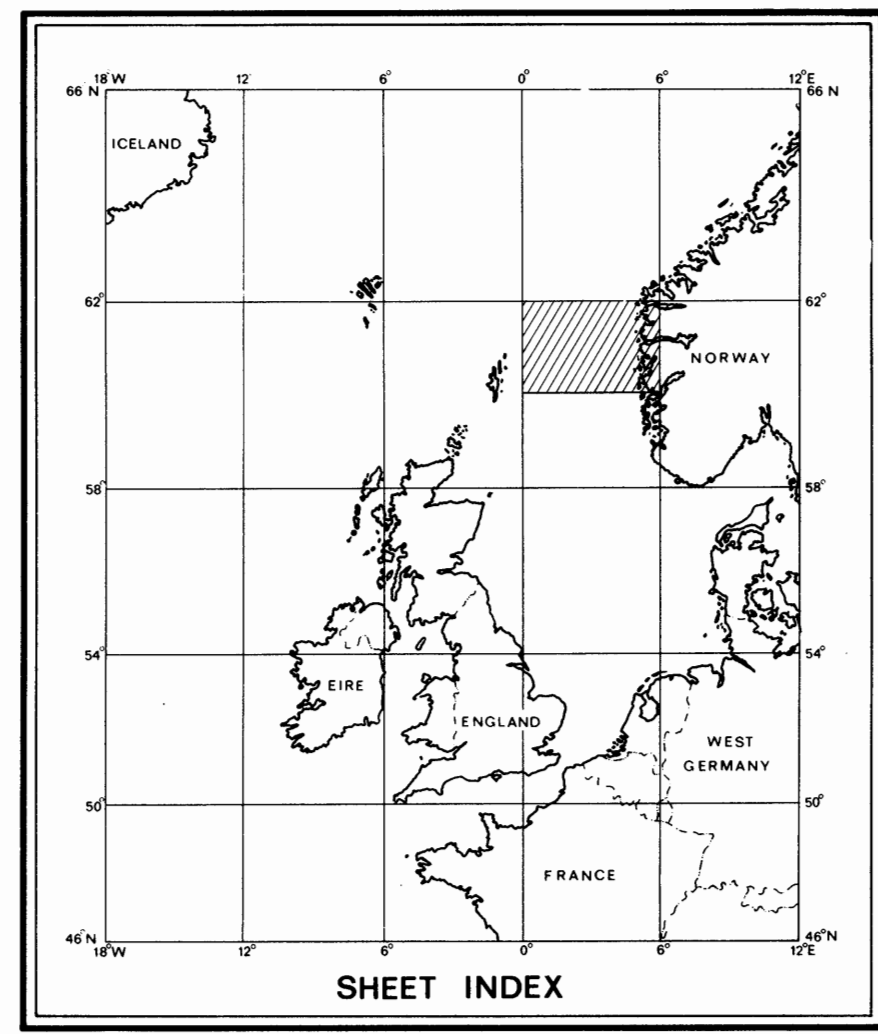 18°W 12 6° 0° 6° 12°E
66 N 66 N
ICELAND
62° 62°
NORWAY
58° 58°
54° 54°
EIRE
ENGLAND
WEST
GERMANY
50° 50°
FRANCE
46°N 46°N
18°W 12° 6° 0° 6° 12°E
SHEET INDEX